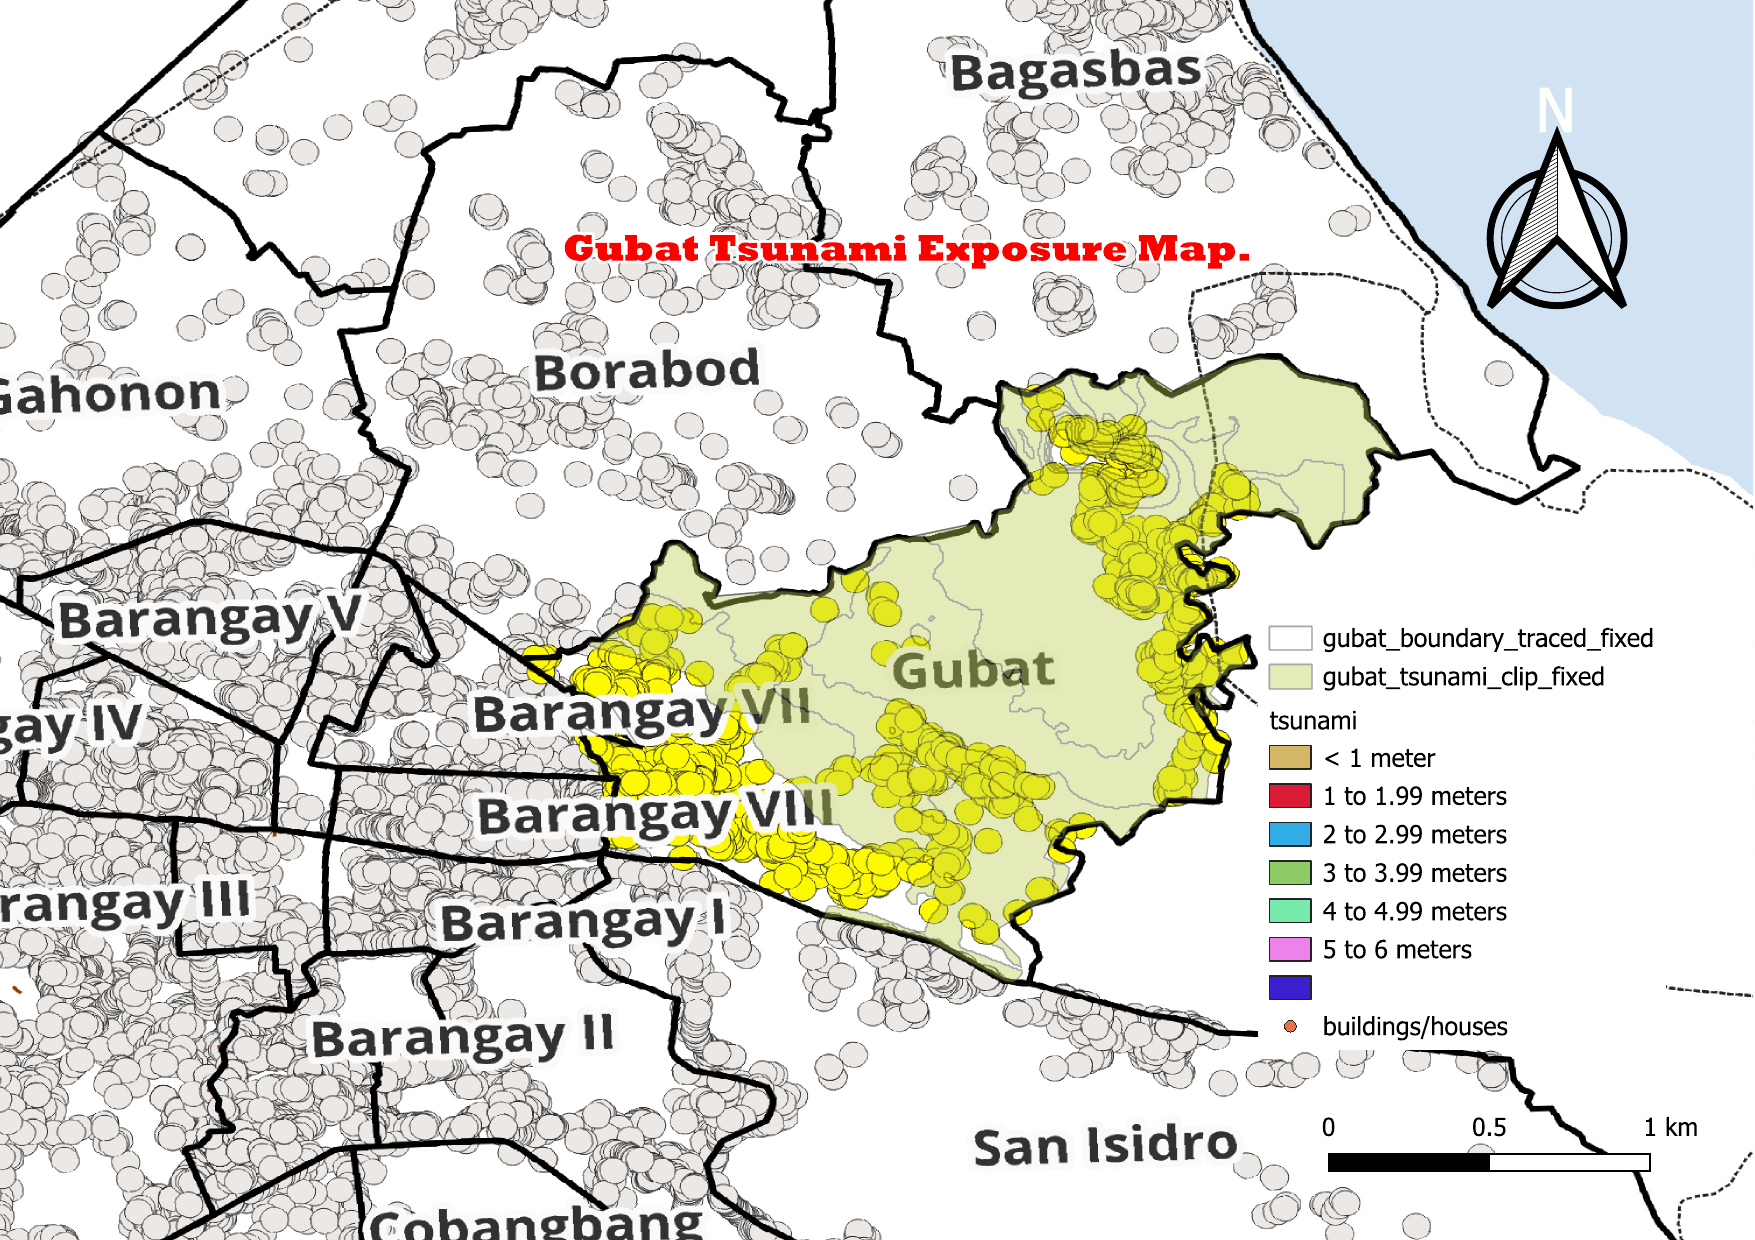 Bagasbas
N
Gubat Tsunami Exposure Map.
Borabod
Gahonon
Barangay V
gubat_boundary_traced_fixed
Gubat
gubat_tsunami_clip_fixed
Barangay VII
gay IV
tsunami
< 1 meter
1 to 1.99 meters
Barangay VIII
2 to 2.99 meters
3 to 3.99 meters
rangay III
4 to 4.99 meters
Barangay I
5 to 6 meters
buildings/houses
Barangay II
0 0.5 1 km
San Isidro
Cobangbang